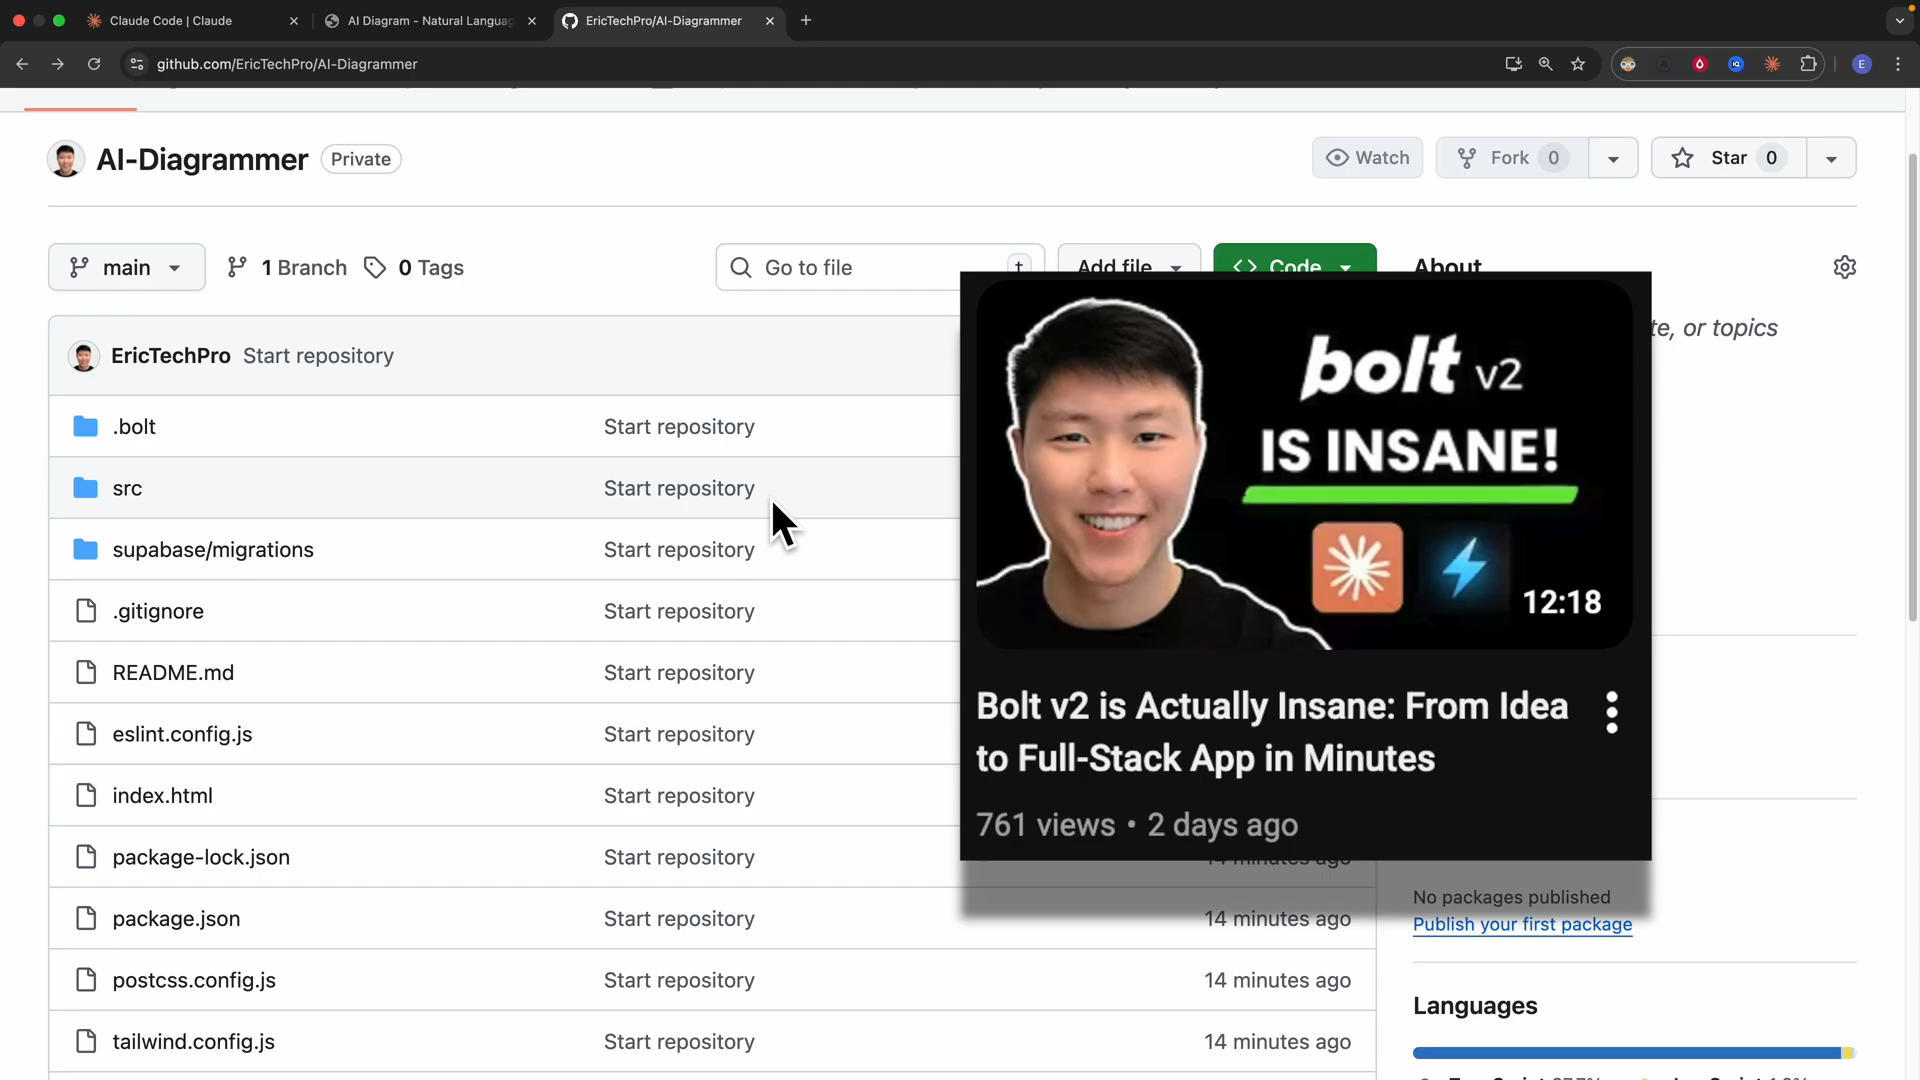 Claude Code | Claude
AI Diagram - Natural Langua
EricTechPro/AI-Diagrammer
github.com/EricTechPro/AI-Diagrammer
E
AI-Diagrammer
Private
Watch
Fork 0
Star 0
main
1 Branch
0 Tags
Go to file
t
Add file
Code
About
te, or topics
EricTechPro Start repository
.bolt Start repository
src Start repository
supabase/migrations Start repository
.gitignore Start repository
README.md Start repository
eslint.config.js Start repository
index.html Start repository
package-lock.json Start repository 14 minutes ago
package.json Start repository 14 minutes ago
postcss.config.js Start repository 14 minutes ago
tailwind.config.js Start repository 14 minutes ago
bolt v2
IS INSANE!
12:18
Bolt v2 is Actually Insane: From Idea
to Full-Stack App in Minutes
761 views • 2 days ago
No packages published
Publish your first package
Languages